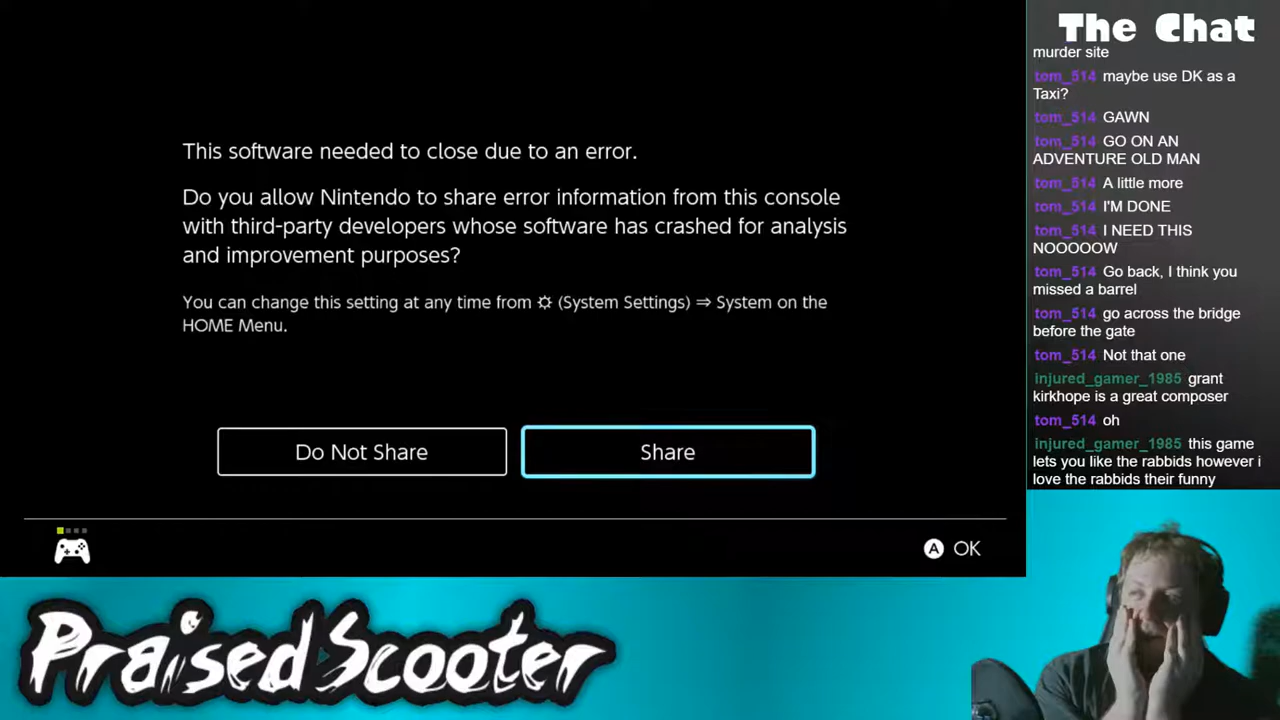 This software needed to close due to an error.
Do you allow Nintendo to share error information from this console
with third-party developers whose software has crashed for analysis
and improvement purposes?
You can change this setting at any time from (System Settings) ⇒ System on the
HOME Menu.
Do Not Share
Share
A OK
PraisedScooter
The Chat
murder site
tom_514 maybe use DK as a
Taxi?
tom_514 GAWN
tom_514 GO ON AN
ADVENTURE OLD MAN
tom_514 A little more
tom_514 I'M DONE
tom_514 I NEED THIS
NOOOOOW
tom_514 Go back, I think you
missed a barrel
tom_514 go across the bridge
before the gate
tom_514 Not that one
injured_gamer_1985 grant
kirkhope is a great composer
tom_514 oh
injured_gamer_1985 this game
lets you like the rabbids however i
love the rabbids their funny